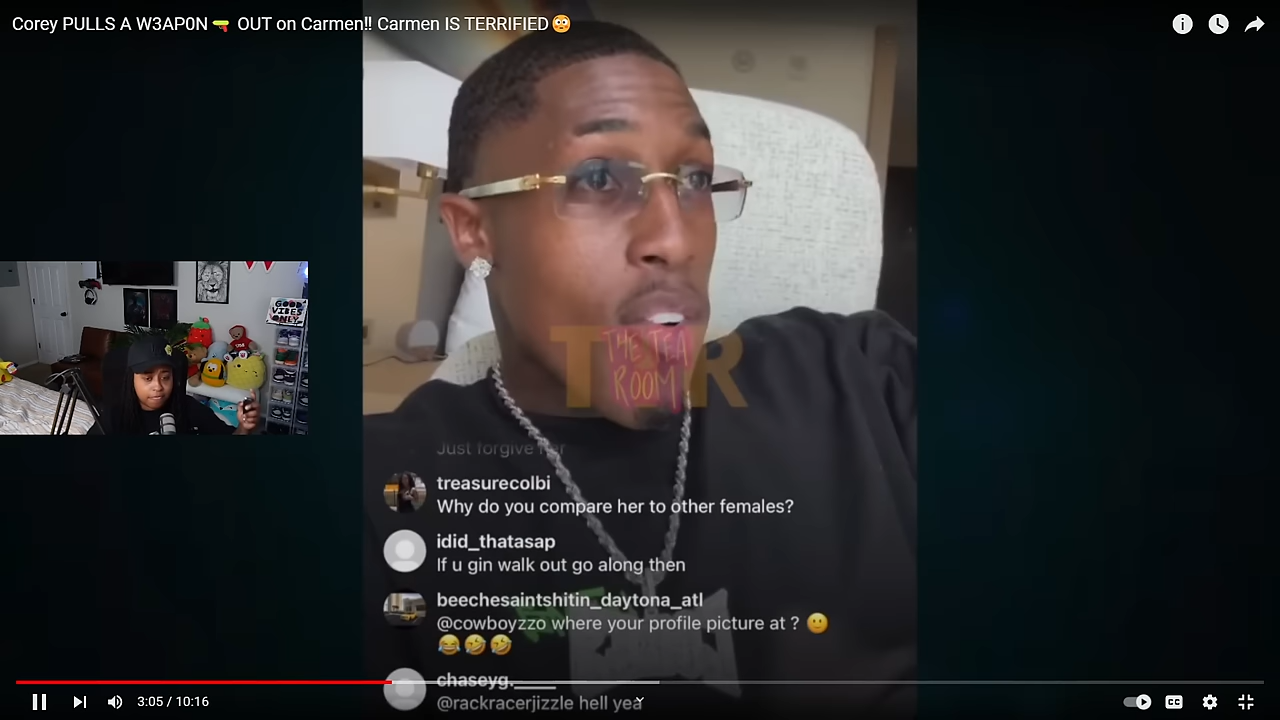 Corey PULLS A W3AP0N🔫 OUT on Carmen!! Carmen IS TERRIFIED😳
GOOD
VIBES
ONLY
THE TEA
ROOM
Just forgive her
treasurecolbi
Why do you compare her to other females?
idid_thatasap
If u gin walk out go along then
beechesaintshitin_daytona_atl
@cowboyzzo where your profile picture at ? 🙂
😂🤣🤣
chaseyg.____
@rackracerjizzle hell yea
3:05 / 10:16
CC